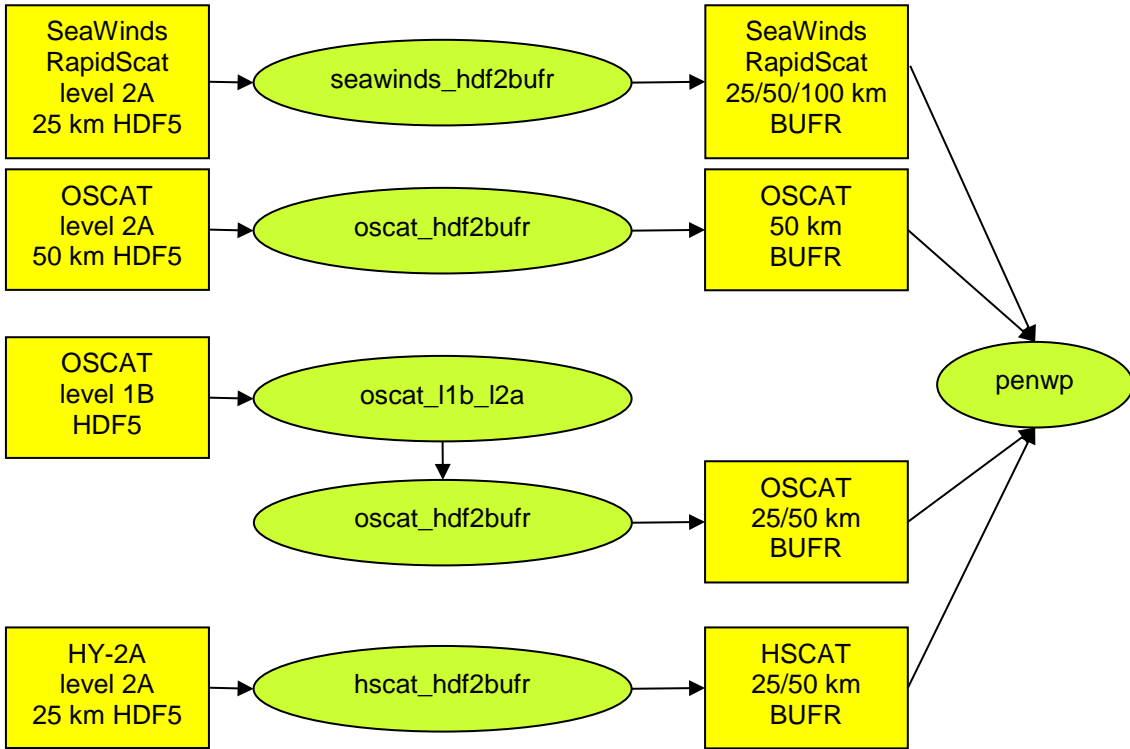 SeaWinds
RapidScat
level 2A
25 km HDF5
seawinds_hdf2bufr
SeaWinds
RapidScat
25/50/100 km
BUFR
OSCAT
level 2A
50 km HDF5
oscat_hdf2bufr
OSCAT
50 km
BUFR
OSCAT
level 1B
HDF5
oscat_l1b_l2a
penwp
oscat_hdf2bufr
OSCAT
25/50 km
BUFR
HY-2A
level 2A
25 km HDF5
hscat_hdf2bufr
HSCAT
25/50 km
BUFR